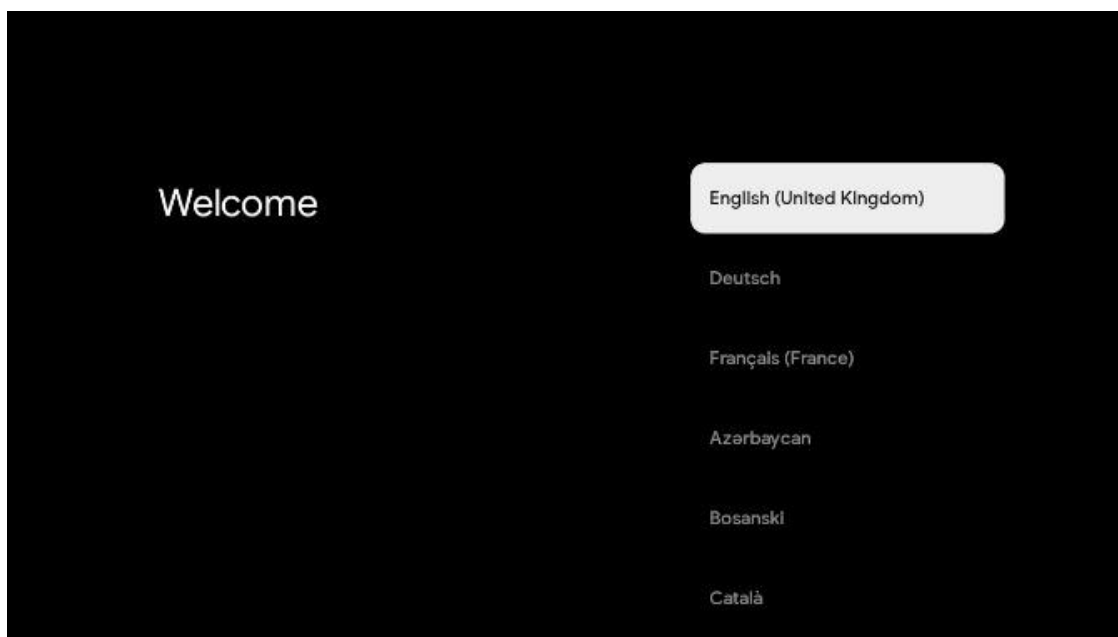 Welcome
English (United Kingdom)
Deutsch
Français (France)
Azərbaycan
Bosanski
Català